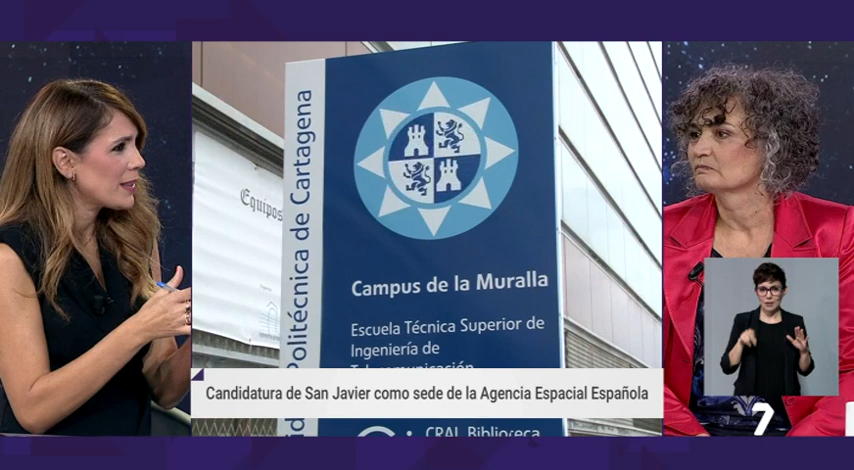 Politécnica de Cartagena
Equipos
Campus de la Muralla
Escuela Técnica Superior de
Ingeniería de
Telecomunicación
Candidatura de San Javier como sede de la Agencia Espacial Española
CRAI Biblioteca
7